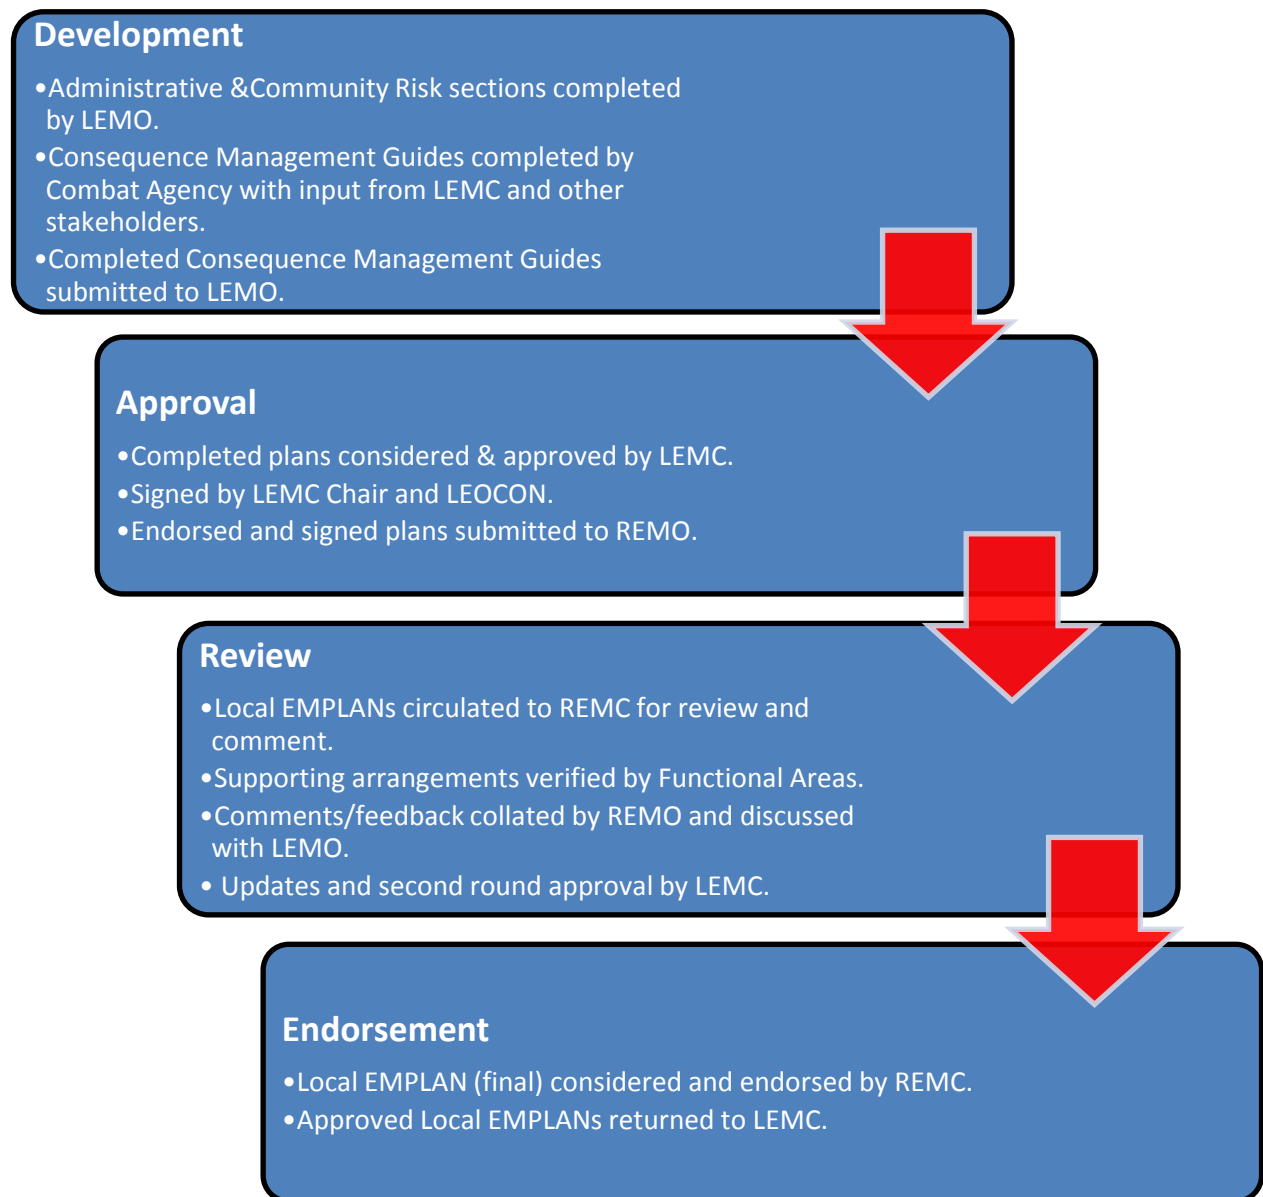 Development
•Administrative &Community Risk sections completed
by LEMO.
•Consequence Management Guides completed by
Combat Agency with input from LEMC and other
stakeholders.
•Completed Consequence Management Guides
submitted to LEMO.
Approval
•Completed plans considered & approved by LEMC.
•Signed by LEMC Chair and LEOCON.
•Endorsed and signed plans submitted to REMO.
Review
•Local EMPLANs circulated to REMC for review and
comment.
•Supporting arrangements verified by Functional Areas.
•Comments/feedback collated by REMO and discussed
with LEMO.
• Updates and second round approval by LEMC.
Endorsement
•Local EMPLAN (final) considered and endorsed by REMC.
•Approved Local EMPLANs returned to LEMC.